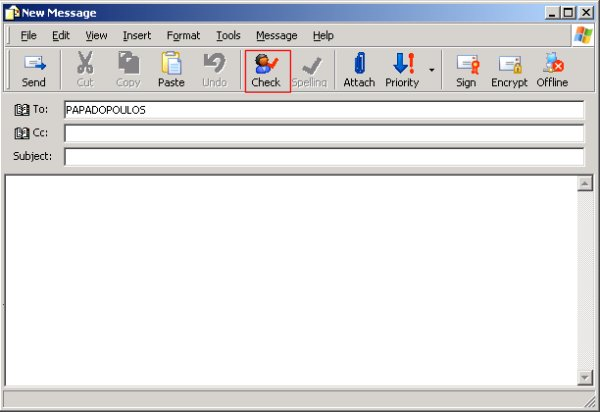 New Message
File Edit View Insert Format Tools Message Help
Send Cut Copy Paste Undo Check Spelling Attach Priority Sign Encrypt Offline
To: PAPADOPOULOS
Cc:
Subject: